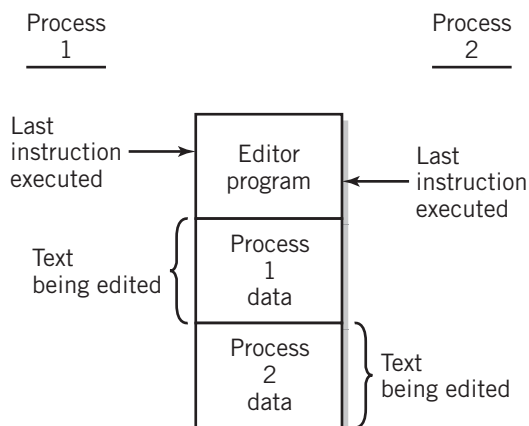 Process
1
Process
2
Last
instruction
executed
Editor
program
Last
instruction
executed
Text
being edited
Process
1
data
Process
2
data
Text
being edited